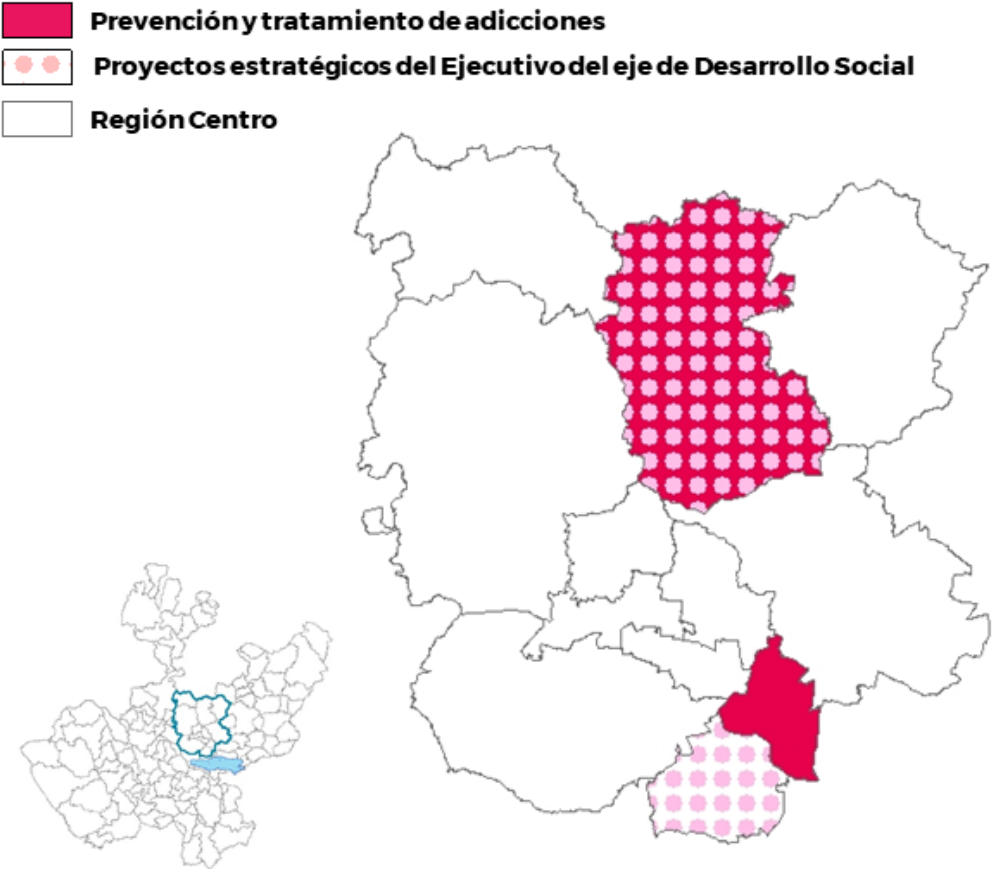 Prevención y tratamiento de adicciones
Proyectos estratégicos del Ejecutivo del eje de Desarrollo Social
Región Centro